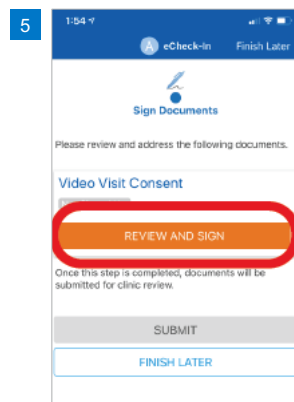 5
1:54
A eCheck-In Finish Later
Sign Documents
Please review and address the following documents.
Video Visit Consent
REVIEW AND SIGN
Once this step is completed, documents will be
submitted for clinic review.
SUBMIT
FINISH LATER